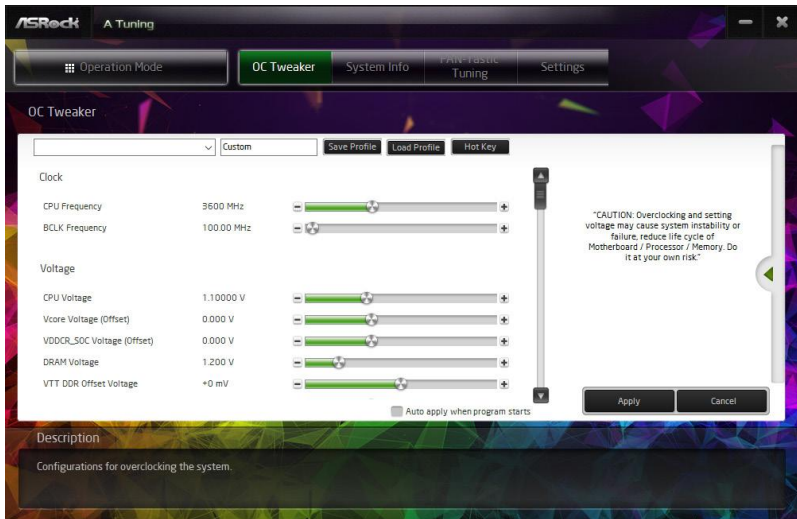 ASRock A Tuning
Operation Mode
OC Tweaker
System Info
FAN-Tastic
Tuning
Settings
OC Tweaker
Custom
Save Profile
Load Profile
Hot Key
Clock
CPU Frequency 3600 MHz
BCLK Frequency 100.00 MHz
Voltage
CPU Voltage 1.10000 V
Vcore Voltage (Offset) 0.000 V
VDDCR_SOC Voltage (Offset) 0.000 V
DRAM Voltage 1.200 V
VTT DDR Offset Voltage +0 mV
Auto apply when program starts
"CAUTION: Overclocking and setting
voltage may cause system instability or
failure, reduce life cycle of
Motherboard / Processor / Memory. Do
it at your own risk."
Apply
Cancel
Description
Configurations for overclocking the system.